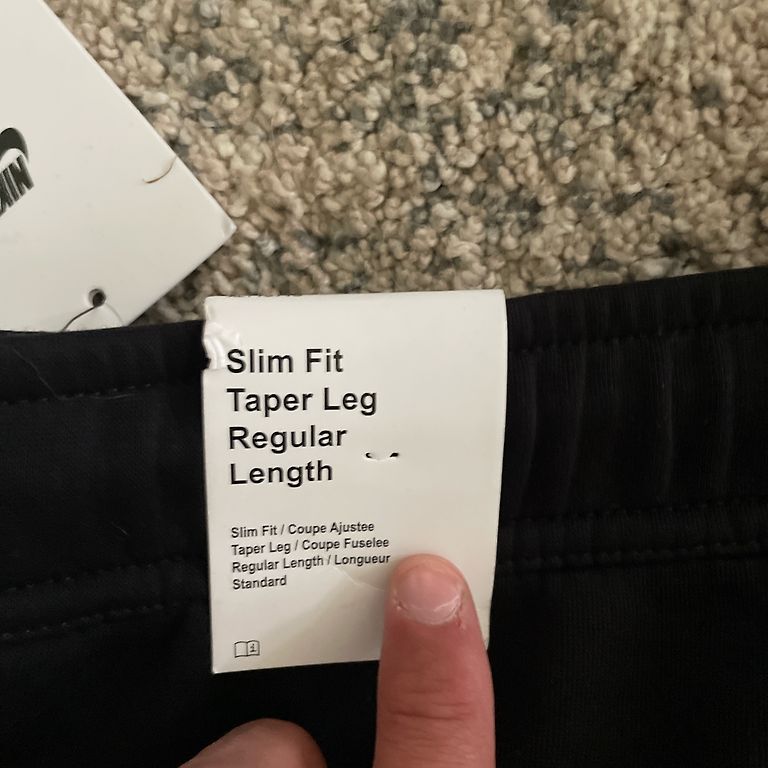 Slim Fit
Taper Leg
Regular
Length
Slim Fit / Coupe Ajustee
Taper Leg / Coupe Fuselee
Regular Length / Longueur
Standard